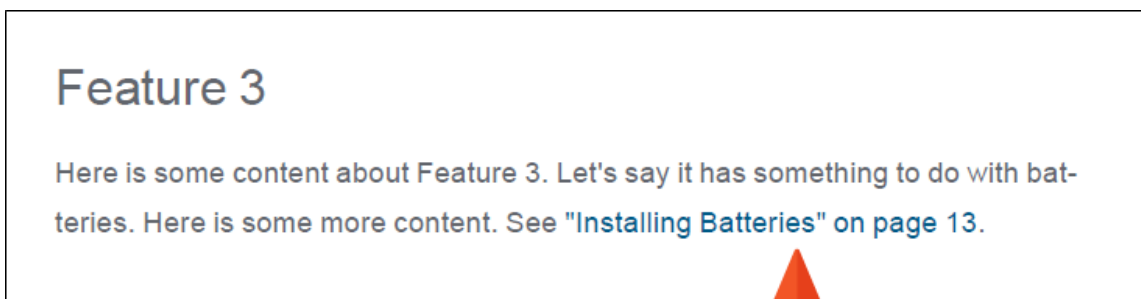 Feature 3
Here is some content about Feature 3. Let's say it has something to do with bat-
teries. Here is some more content. See "Installing Batteries" on page 13.